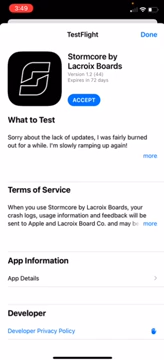 3:49
TestFlight
Done
Stormcore by
Lacroix Boards
Version 1.2 (44)
Expires in 72 days
ACCEPT
What to Test
Sorry about the lack of updates, I was fairly burned
out for a while. I'm slowly ramping up again!
more
Terms of Service
When you use Stormcore by Lacroix Boards, your
crash logs, usage information and feedback will be
sent to Apple and Lacroix Board Co. and may be
more
App Information
App Details
Developer
Developer Privacy Policy